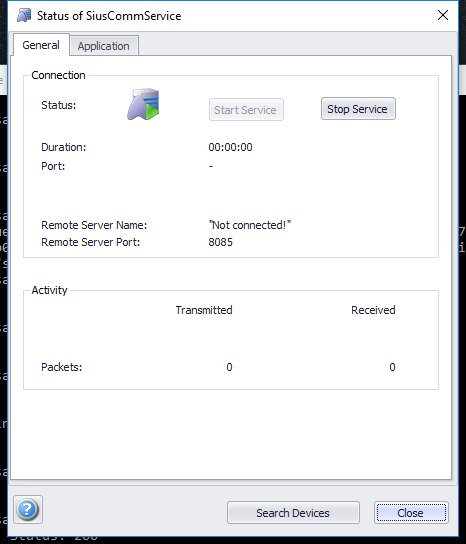 Status of SiusCommService
General Application
Connection
Status: Start Service Stop Service
Duration: 00:00:00
Port: -
Remote Server Name: "Not connected!"
Remote Server Port: 8085
Activity
Transmitted Received
Packets: 0 0
? Search Devices Close